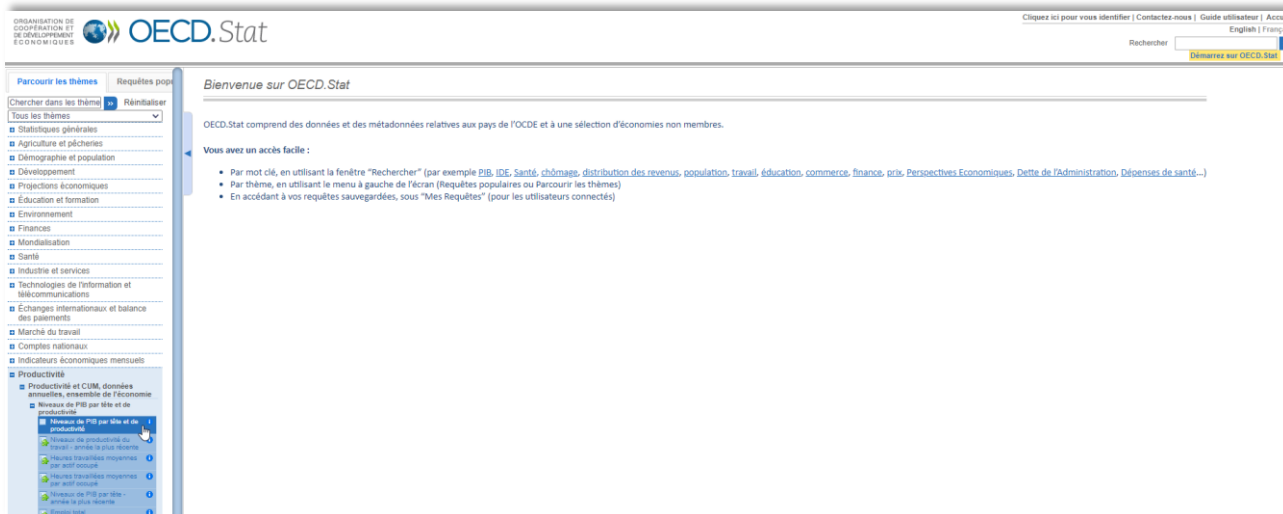 ORGANISATION DE
COOPÉRATION ET
DE DÉVELOPPEMENT
ÉCONOMIQUES
OECD.Stat
Cliquez ici pour vous identifier | Contactez-nous | Guide utilisateur | Accu
English | Franç
Rechercher
Démarrez sur OECD.Stat
Parcourir les thèmes
Requêtes popu
Chercher dans les thème
Réinitialiser
Tous les thèmes
Statistiques générales
Agriculture et pêcheries
Démographie et population
Développement
Projections économiques
Éducation et formation
Environnement
Finances
Mondialisation
Santé
Industrie et services
Technologies de l'information et
télécommunications
Échanges internationaux et balance
des paiements
Marché du travail
Comptes nationaux
Indicateurs économiques mensuels
Productivité
Productivité et CUM, données
annuelles, ensemble de l'économie
Niveaux de PIB par tête et de
productivité
Niveaux de PIB par tête et de
productivité
Niveaux de productivité du
travail - année la plus récente
Heures travaillées moyennes
par actif occupé
Heures travaillées moyennes
par actif occupé
Niveaux de PIB par tête -
année la plus récente
Emploi total
Bienvenue sur OECD.Stat
OECD.Stat comprend des données et des métadonnées relatives aux pays de l'OCDE et à une sélection d'économies non membres.
Vous avez un accès facile :
• Par mot clé, en utilisant la fenêtre "Rechercher" (par exemple PIB, IDE, Santé, chômage, distribution des revenus, population, travail, éducation, commerce, finance, prix, Perspectives Economiques, Dette de l'Administration, Dépenses de santé...)
• Par thème, en utilisant le menu à gauche de l'écran (Requêtes populaires ou Parcourir les thèmes)
• En accédant à vos requêtes sauvegardées, sous "Mes Requêtes" (pour les utilisateurs connectés)